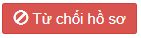 Từ chối hồ sơ